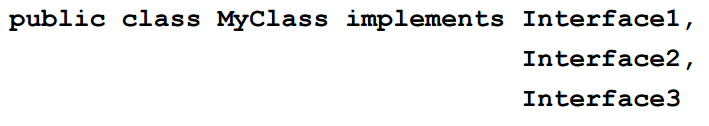 public class MyClass implements Interface1,
Interface2,
Interface3